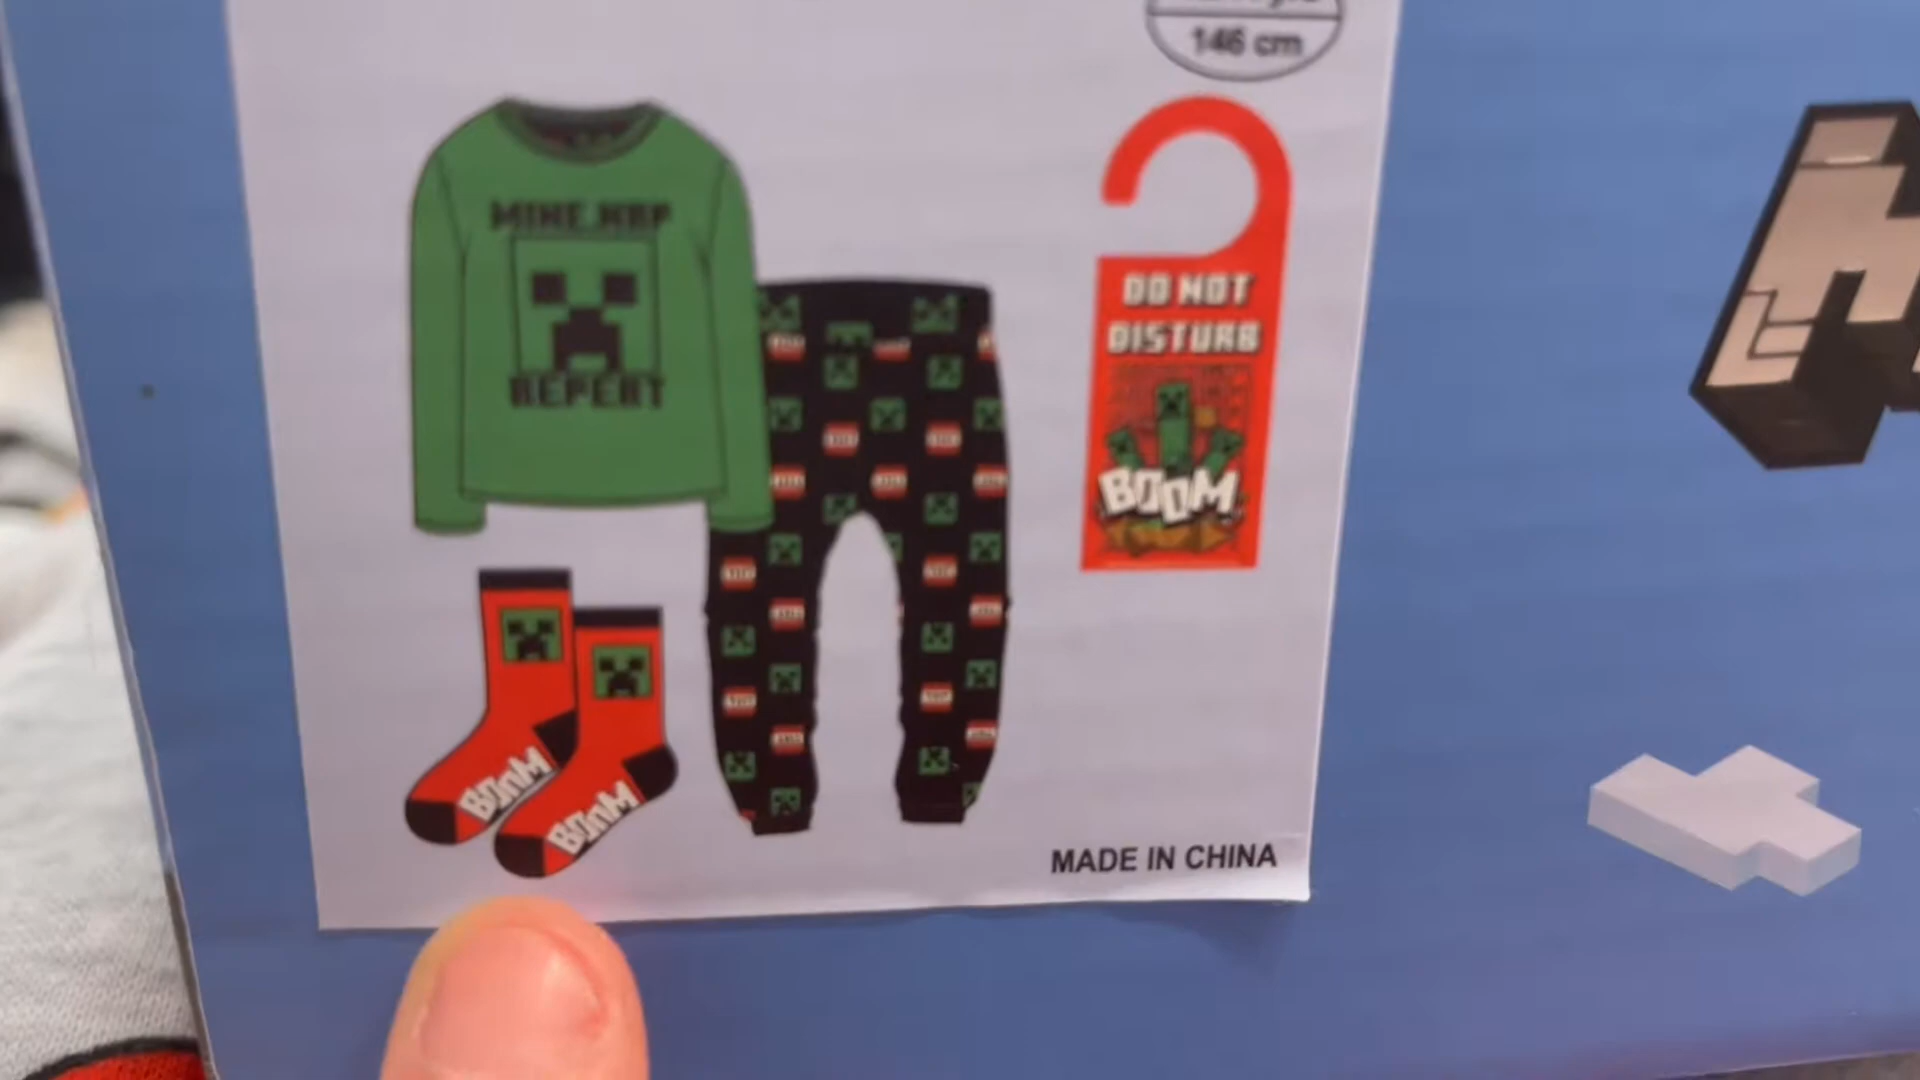 146 cm
MINE.NAP
REPEAT
DO NOT
DISTURB
BOOM
BOOM
BOOM
MADE IN CHINA